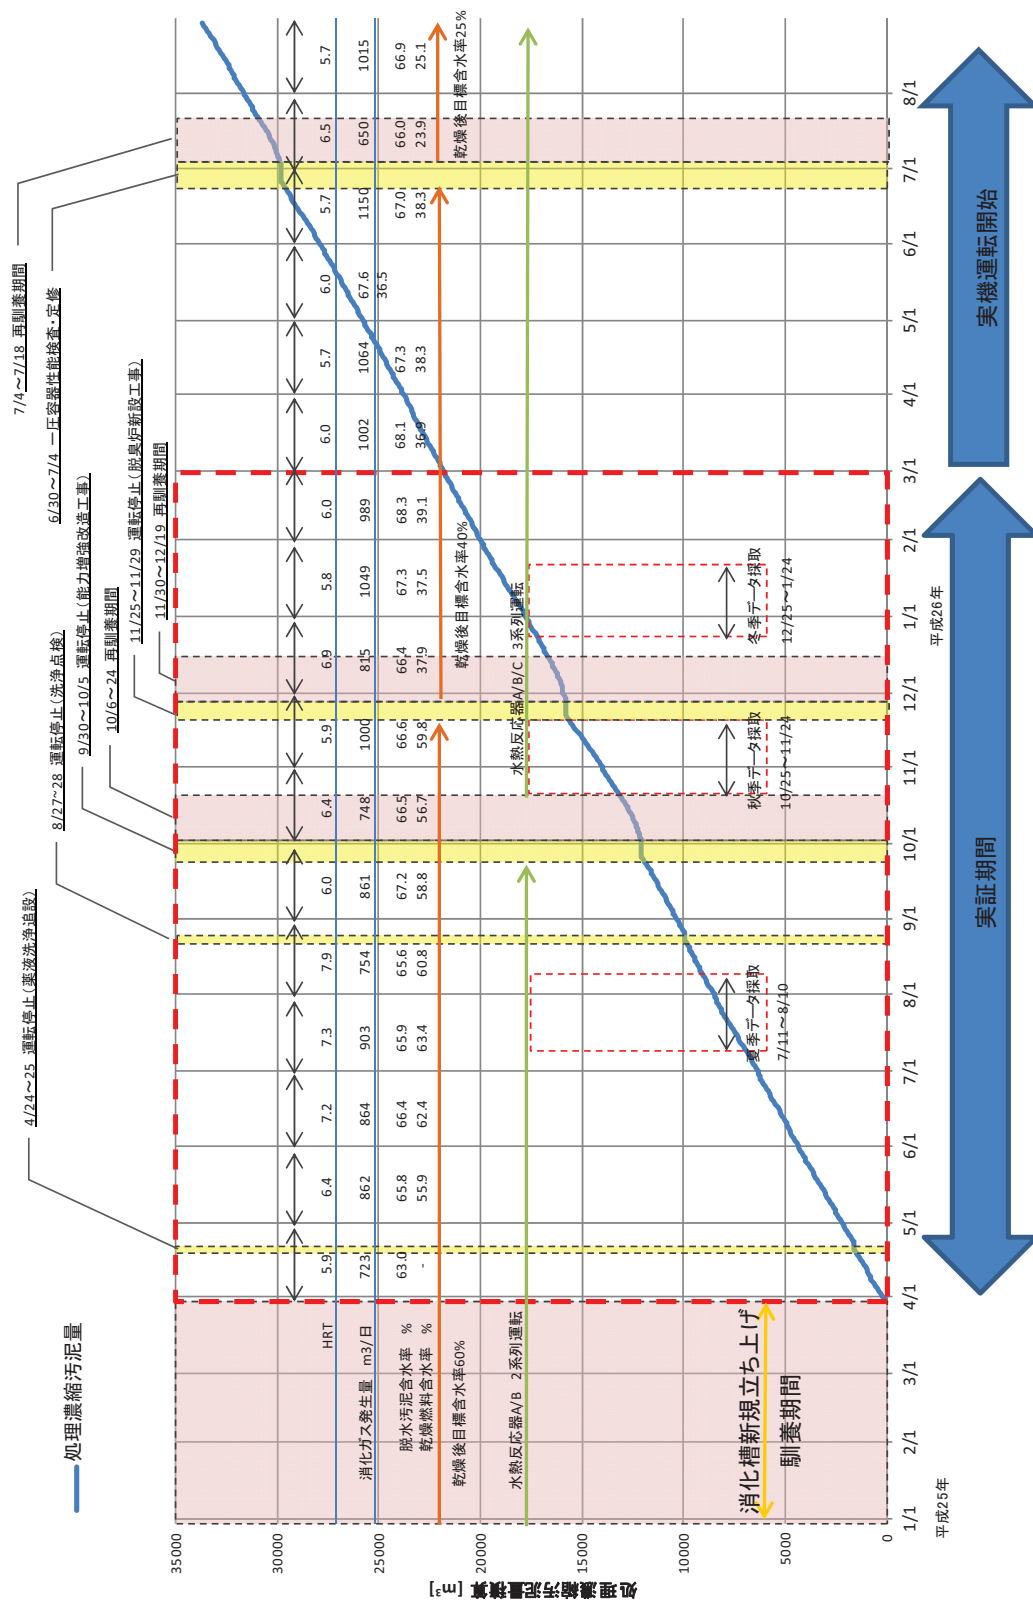 処理濃縮汚泥量
4/24～25 運転停止(薬液洗浄追設)
8/27~28 運転停止(洗浄点検)
9/30～10/5 運転停止(能力増強改造工事)
10/6～24 再馴養期間
11/25～11/29 運転停止(脱臭炉新設工事)
11/30～12/19 再馴養期間
6/30～7/4 一圧容器性能検査・定修
7/4～7/18 再馴養期間
処理濃縮汚泥量積算 [m³]
35000
30000
25000
20000
15000
10000
5000
0
HRT 5.9 6.4 7.2 7.3 7.9 6.0 6.4 5.9 6.9 5.8 6.0 6.0 5.7 6.0 5.7 6.5 5.7
消化ガス発生量 m3/日 723 862 864 903 754 861 748 1000 815 1049 989 1002 1064 1150 650 1015
脱水汚泥含水率 % 63.0 65.8 66.4 65.9 65.6 67.2 66.5 66.6 66.4 67.3 68.3 68.1 67.3 67.6 67.0 66.0 66.9
乾燥燃料含水率 % - 55.9 62.4 63.4 60.8 58.8 56.7 59.8 37.9 37.5 39.1 36.9 38.3 36.5 38.3 23.9 25.1
乾燥後目標含水率60%
乾燥後目標含水率40%
乾燥後目標含水率25%
水熱反応器A/B 2系列運転
水熱反応器A/B/C 3系列運転
消化槽新規立ち上げ
馴養期間
夏季データ採取
7/11～8/10
秋季データ採取
10/25～11/24
冬季データ採取
12/25～1/24
1/1 2/1 3/1 4/1 5/1 6/1 7/1 8/1 9/1 10/1 11/1 12/1 1/1 2/1 3/1 4/1 5/1 6/1 7/1 8/1
平成25年
平成26年
実証期間
実機運転開始